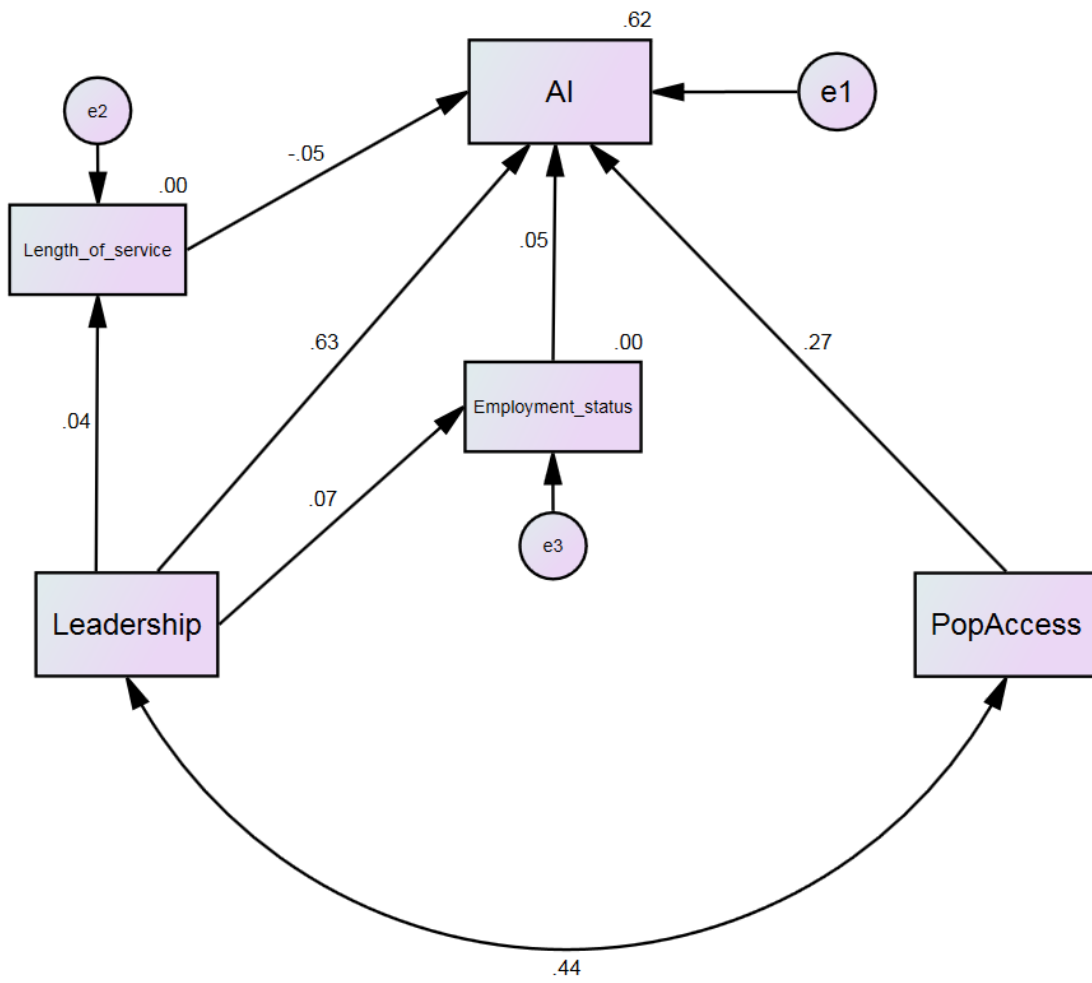 .62
AI
e1
e2
-.05
.00
Length_of_service
.05
.63
.00
.27
Employment_status
.04
.07
e3
Leadership
PopAccess
.44